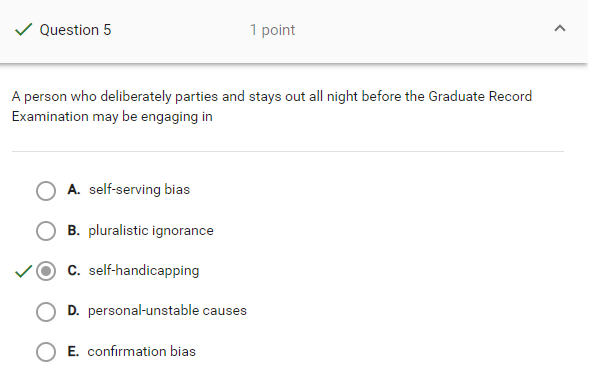 Question 5 1 point
A person who deliberately parties and stays out all night before the Graduate Record
Examination may be engaging in
A. self-serving bias
B. pluralistic ignorance
C. self-handicapping
D. personal-unstable causes
E. confirmation bias